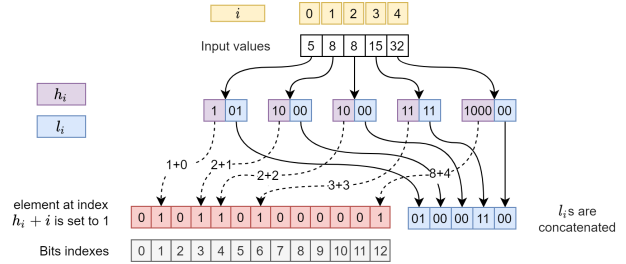 i 0 1 2 3 4
Input values 5 8 8 15 32
h_i 1 01 10 00 10 00 11 11 1000 00
l_i
1+0 2+1 2+2 3+3 8+4
element at index
h_i + i is set to 1
0 1 0 1 1 0 1 0 0 0 0 0 1
01 00 00 11 00
l_is are
concatenated
Bits indexes 0 1 2 3 4 5 6 7 8 9 10 11 12